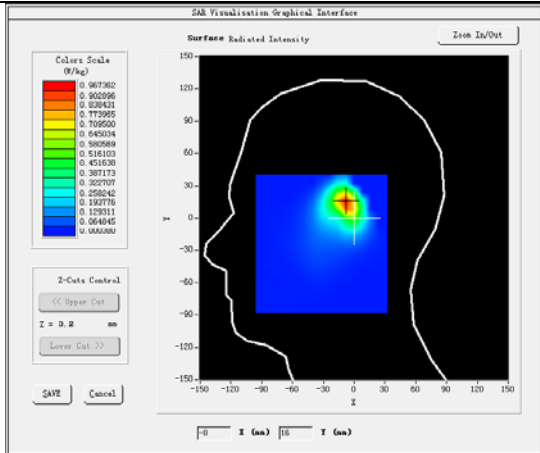 SAR Visualisation Graphical Interface
Surface Radiated Intensity
Zoom In/Out
Colors Scale
(W/kg)
0.967362
0.902896
0.838431
0.773965
0.709500
0.645034
0.580569
0.516103
0.451638
0.387173
0.322707
0.258242
0.193776
0.129311
0.064845
0.000380
Z-Cuts Control
<< Upper Cut
Z = 3.2 mm
Lower Cut >>
SAVE Cancel
150
120
90
60
30
Y 0
-30
-60
-90
-120
-150
-150 -120 -90 -60 -30 0 30 60 90 120 150
X
-8 X (mm) 16 Y (mm)